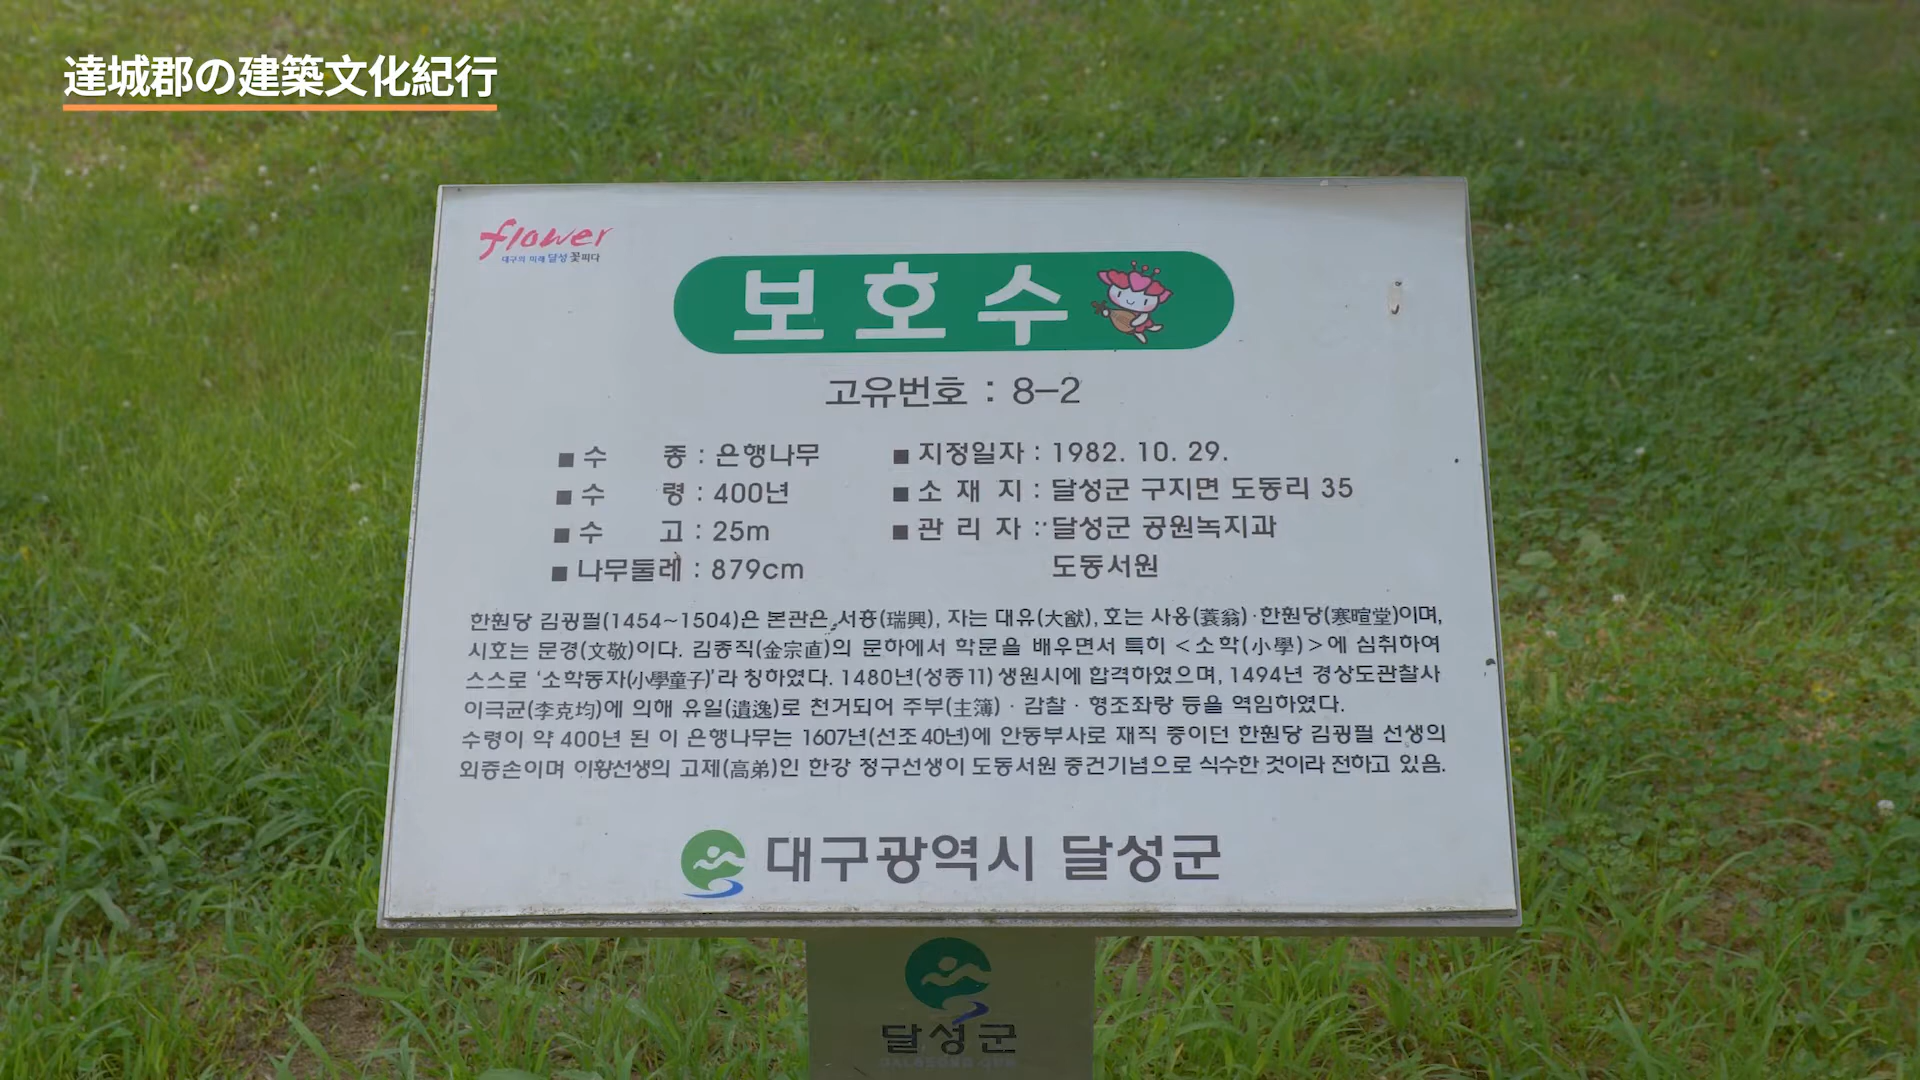 達城郡の建築文化紀行
flower
대구의 미래 달성 꽃피다
보호수
고유번호 : 8-2
■ 수 종 : 은행나무
■ 수 령 : 400년
■ 수 고 : 25m
■ 나무둘레 : 879cm
■ 지정일자 : 1982. 10. 29.
■ 소 재 지 : 달성군 구지면 도동리 35
■ 관 리 자 : 달성군 공원녹지과
도동서원
한훤당 김굉필(1454~1504)은 본관은 서흥(瑞興), 자는 대유(大猷), 호는 사옹(蓑翁)·한훤당(寒暄堂)이며,
시호는 문경(文敬)이다. 김종직(金宗直)의 문하에서 학문을 배우면서 특히 <소학(小學)>에 심취하여
스스로 '소학동자(小學童子)'라 칭하였다. 1480년(성종11) 생원시에 합격하였으며, 1494년 경상도관찰사
이극균(李克均)에 의해 유일(遺逸)로 천거되어 주부(主簿)·감찰·형조좌랑 등을 역임하였다.
수령이 약 400년 된 이 은행나무는 1607년(선조 40년)에 안동부사로 재직 중이던 한훤당 김굉필 선생의
외증손이며 이황선생의 고제(高弟)인 한강 정구선생이 도동서원 중건기념으로 식수한 것이라 전하고 있음.
대구광역시 달성군
달성군
DALSEONG GUN